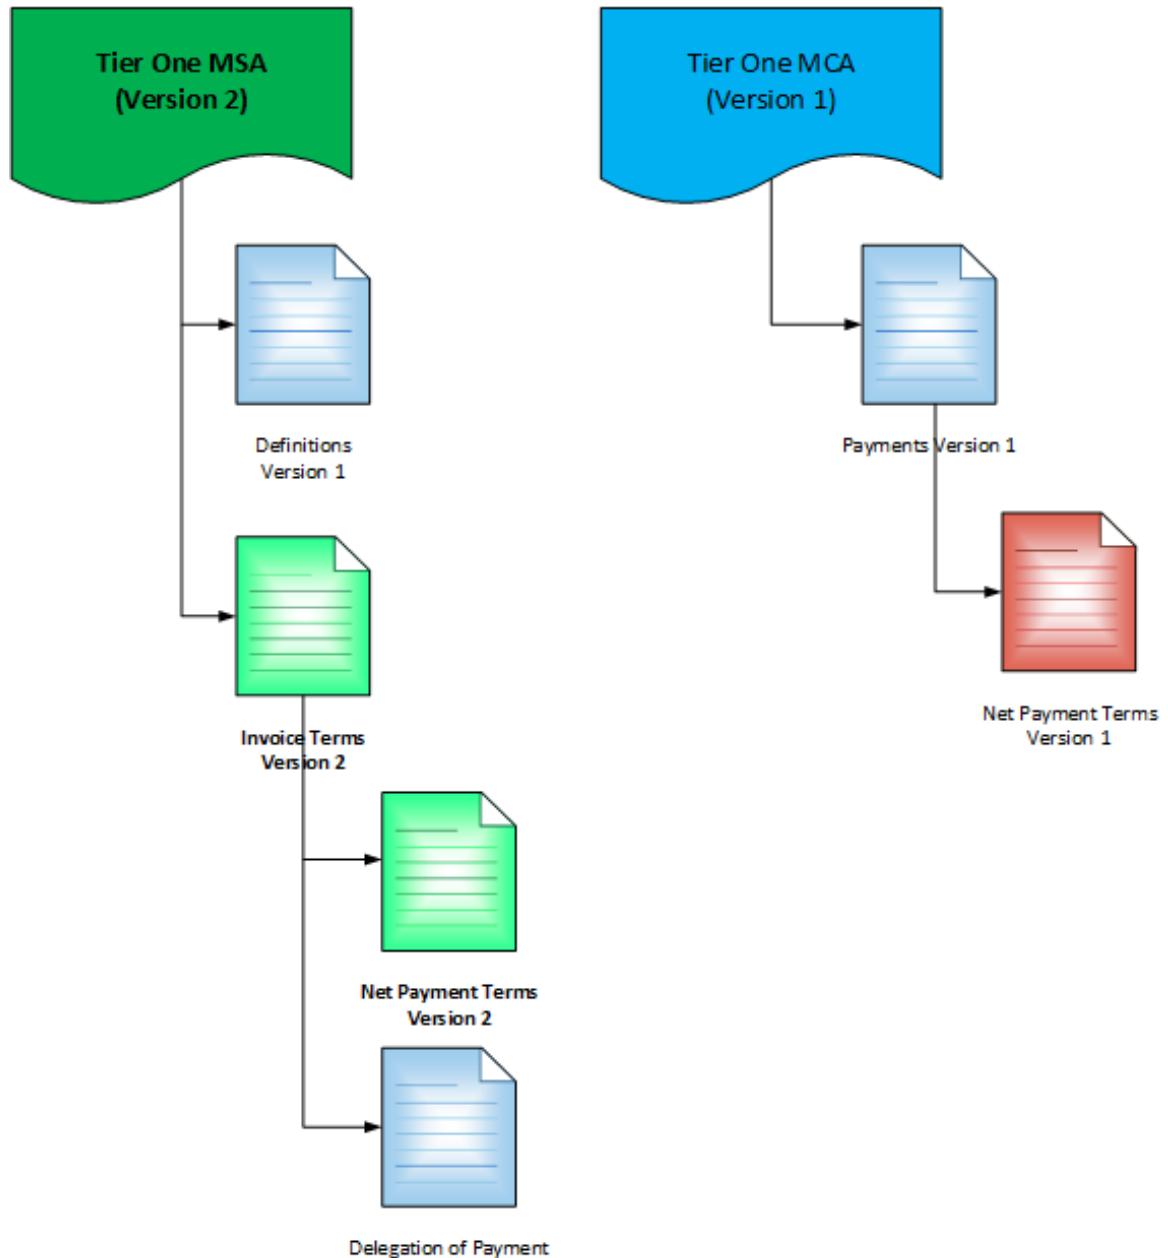 Tier One MSA
(Version 2)
Tier One MCA
(Version 1)
Definitions
Version 1
Payments Version 1
Invoice Terms
Version 2
Net Payment Terms
Version 1
Net Payment Terms
Version 2
Delegation of Payment